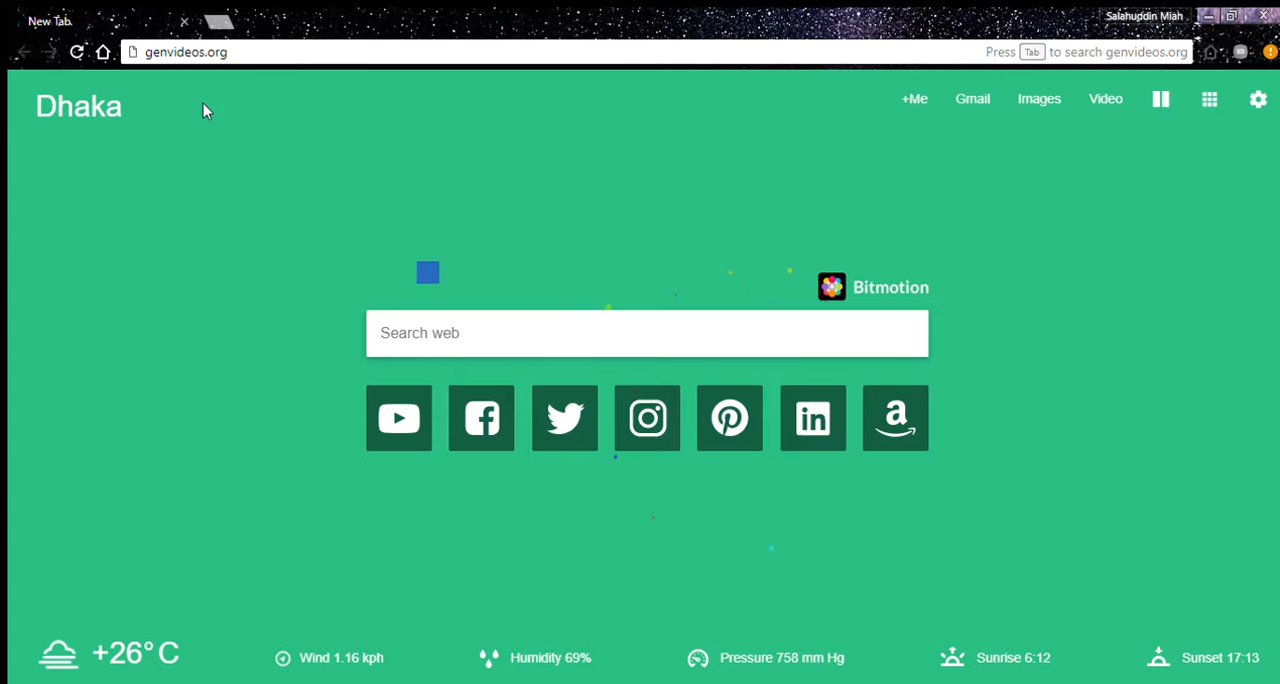 New Tab
Salahuddin Miah
genvideos.org
Press Tab to search genvideos.org
Dhaka
+Me
Gmail
Images
Video
Bitmotion
Search web
+26° C
Wind 1.16 kph
Humidity 69%
Pressure 758 mm Hg
Sunrise 6:12
Sunset 17:13